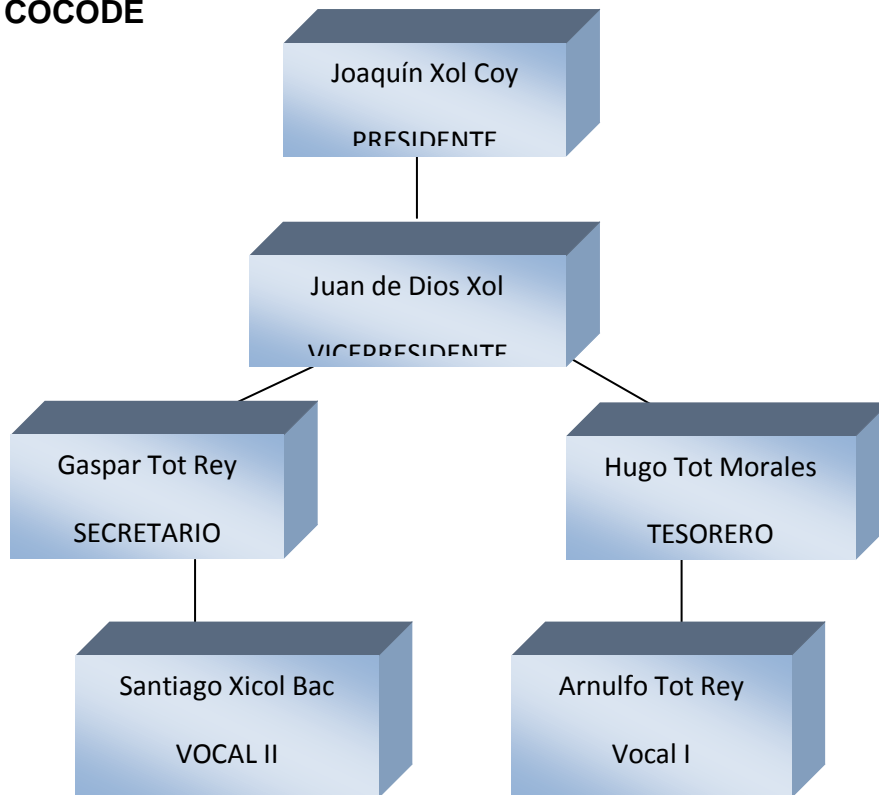 COCODE
Joaquín Xol Coy
PRESIDENTE
Juan de Dios Xol
VICEPRESIDENTE
Gaspar Tot Rey
SECRETARIO
Hugo Tot Morales
TESORERO
Santiago Xicol Bac
VOCAL II
Arnulfo Tot Rey
Vocal I